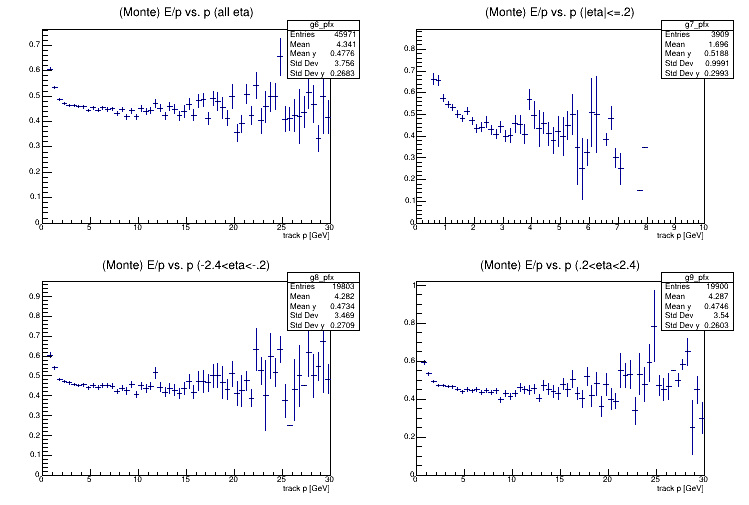 (Monte) E/p vs. p (all eta)
g6_pfx
Entries 45971
Mean 4.341
Mean y 0.4776
Std Dev 3.756
Std Dev y 0.2683
0.7
0.6
0.5
0.4
0.3
0.2
0.1
0
0 5 10 15 20 25 30
track p [GeV]
(Monte) E/p vs. p (|eta|<=.2)
g7_pfx
Entries 3909
Mean 1.696
Mean y 0.5188
Std Dev 0.9991
Std Dev y 0.2993
0.8
0.7
0.6
0.5
0.4
0.3
0.2
0.1
0
0 1 2 3 4 5 6 7 8 9 10
track p [GeV]
(Monte) E/p vs. p (-2.4<eta<-.2)
g8_pfx
Entries 19803
Mean 4.282
Mean y 0.4734
Std Dev 3.469
Std Dev y 0.2709
0.9
0.8
0.7
0.6
0.5
0.4
0.3
0.2
0.1
0
0 5 10 15 20 25 30
track p [GeV]
(Monte) E/p vs. p (.2<eta<2.4)
g9_pfx
Entries 19900
Mean 4.287
Mean y 0.4746
Std Dev 3.54
Std Dev y 0.2603
1
0.8
0.6
0.4
0.2
0
0 5 10 15 20 25 30
track p [GeV]